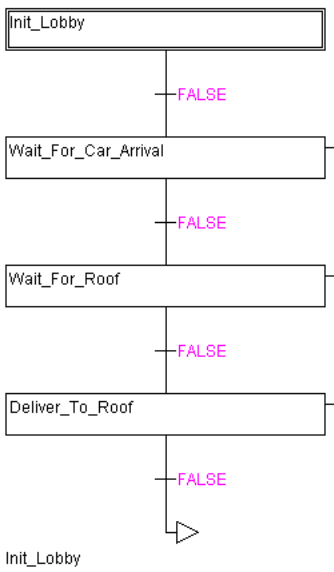 Init_Lobby
FALSE
Wait_For_Car_Arrival
FALSE
Wait_For_Roof
FALSE
Deliver_To_Roof
FALSE
Init_Lobby